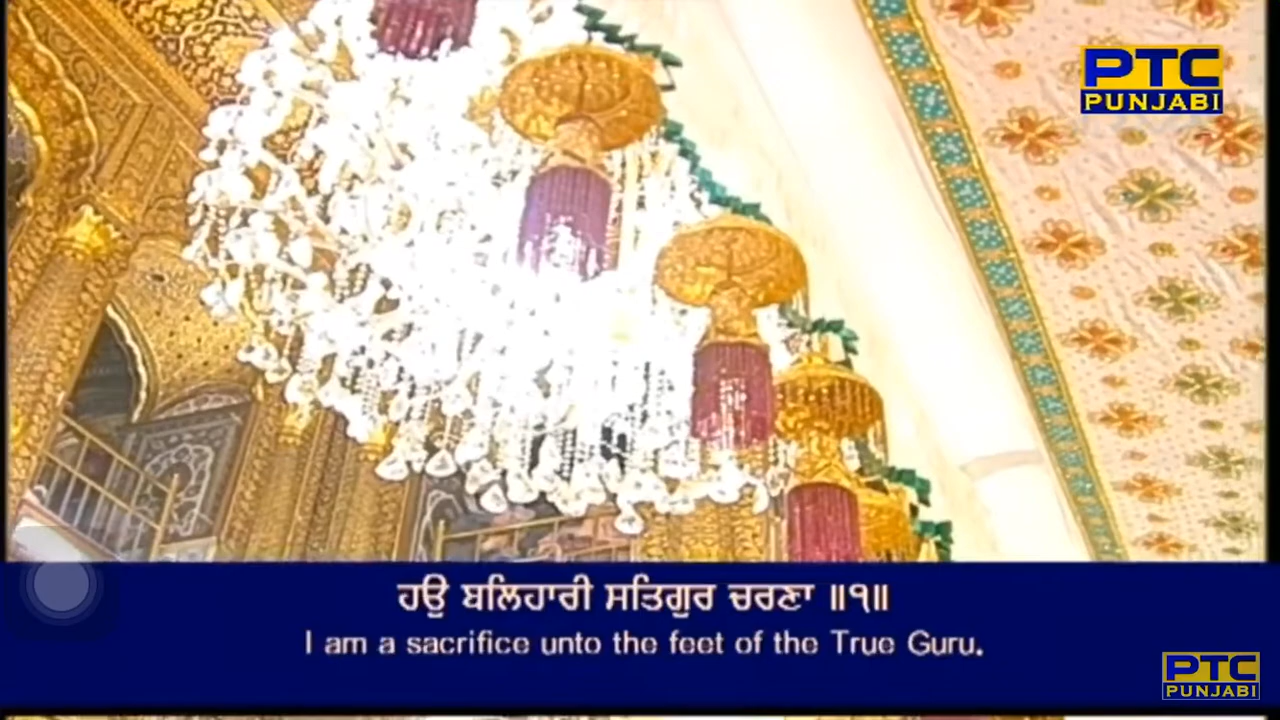 PTC
PUNJABI
ਹਉ ਬਲਿਹਾਰੀ ਸਤਿਗੁਰ ਚਰਣਾ ॥੧॥
I am a sacrifice unto the feet of the True Guru.
PTC
PUNJABI